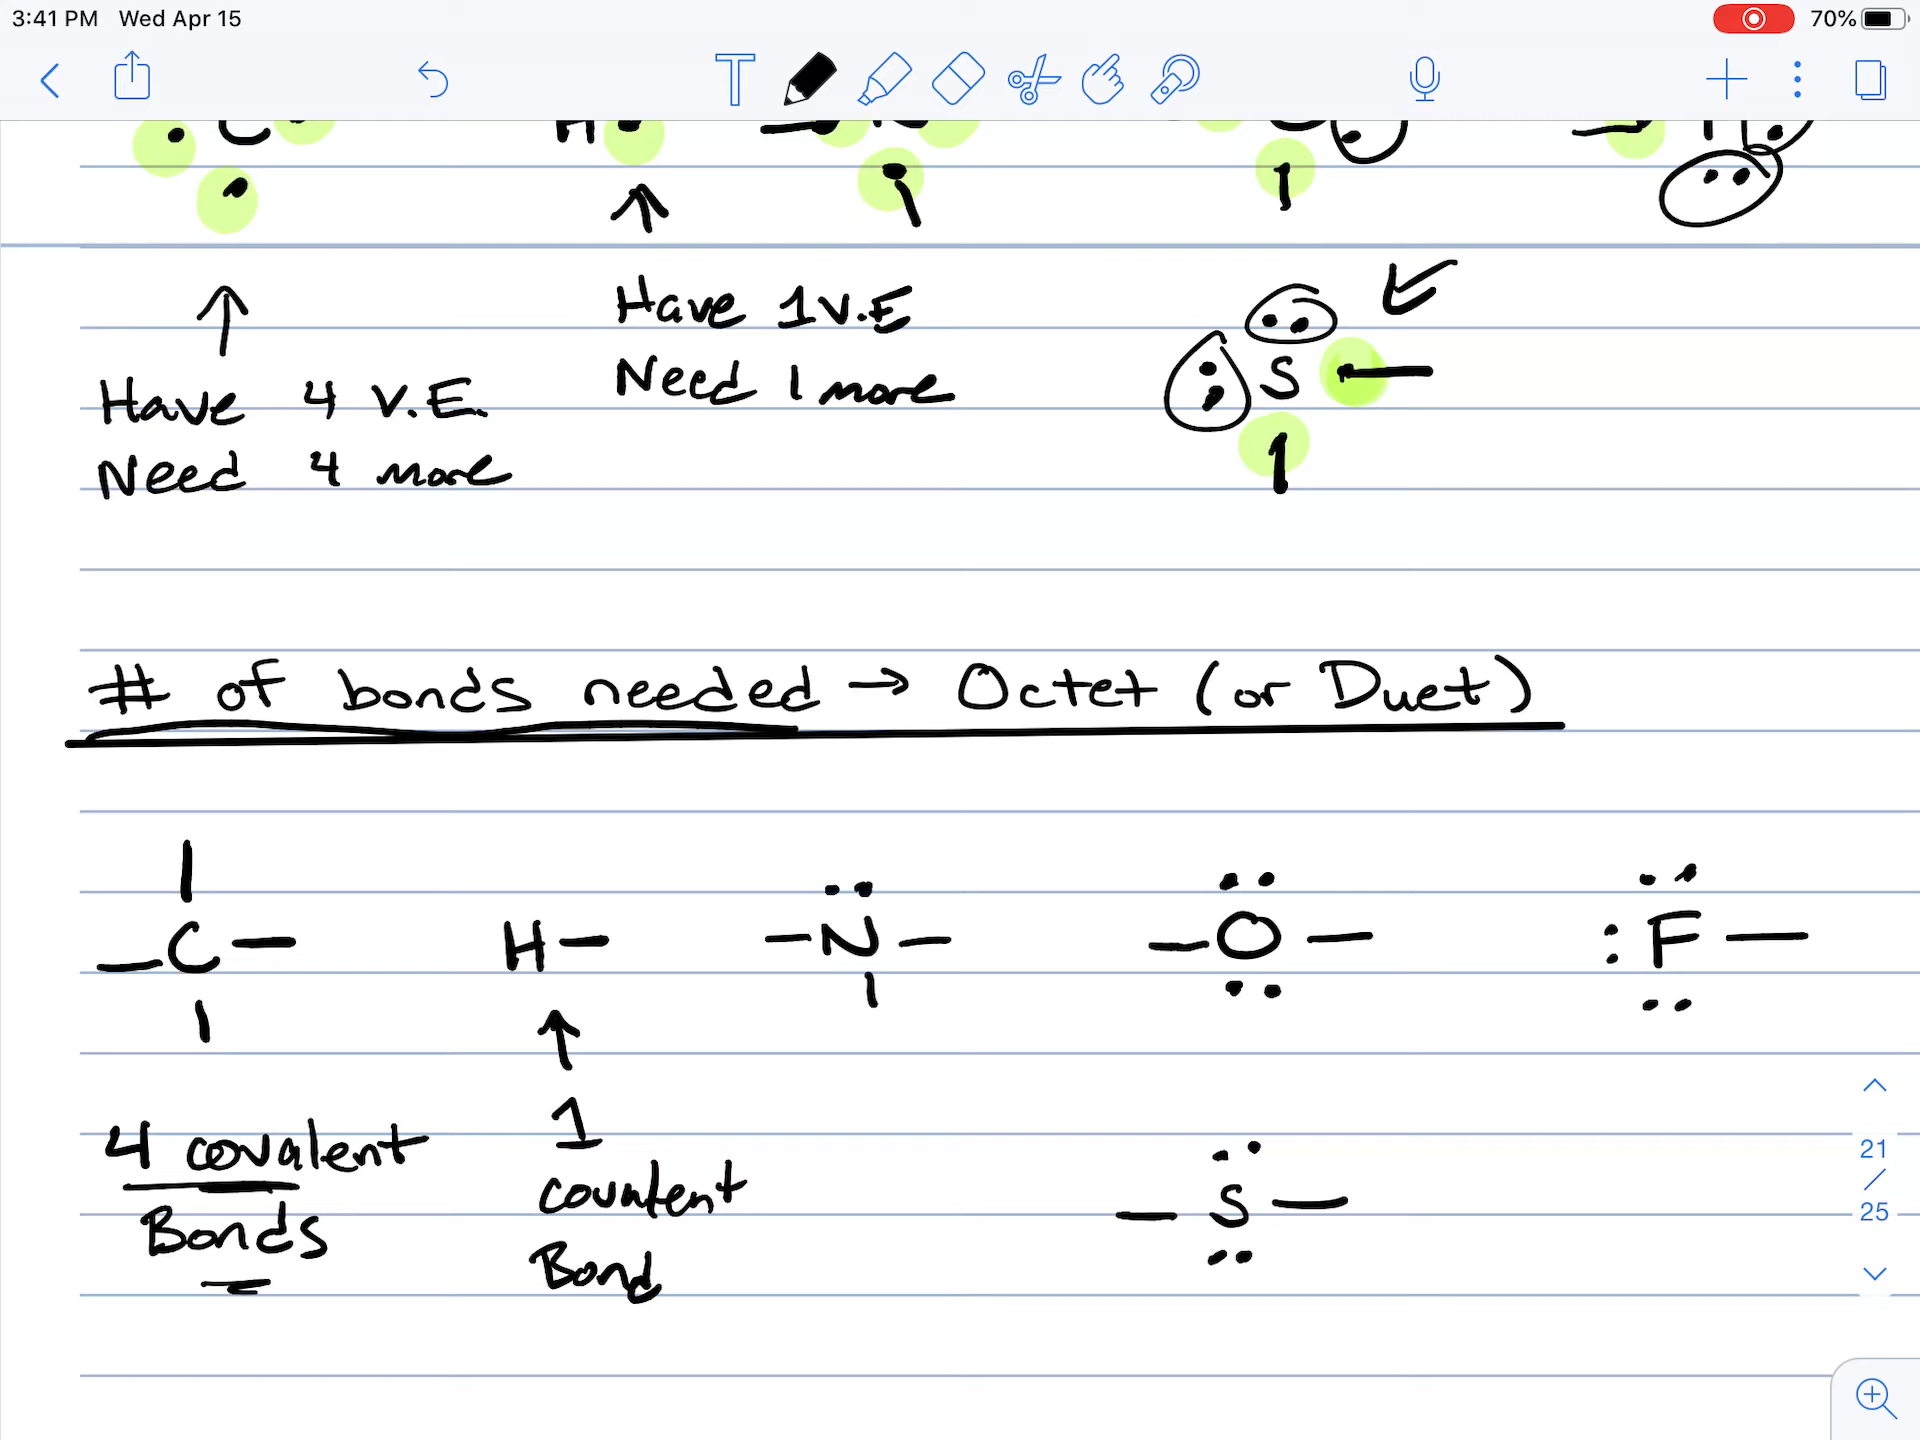 3:41 PM Wed Apr 15 70%
T
C H
Have 1 V.E
Need 1 more
S
Have 4 V.E.
Need 4 more
# of bonds needed → Octet (or Duet)
C H N O F
4 covalent
Bonds
1
covalent
Bond
S
21
/
25